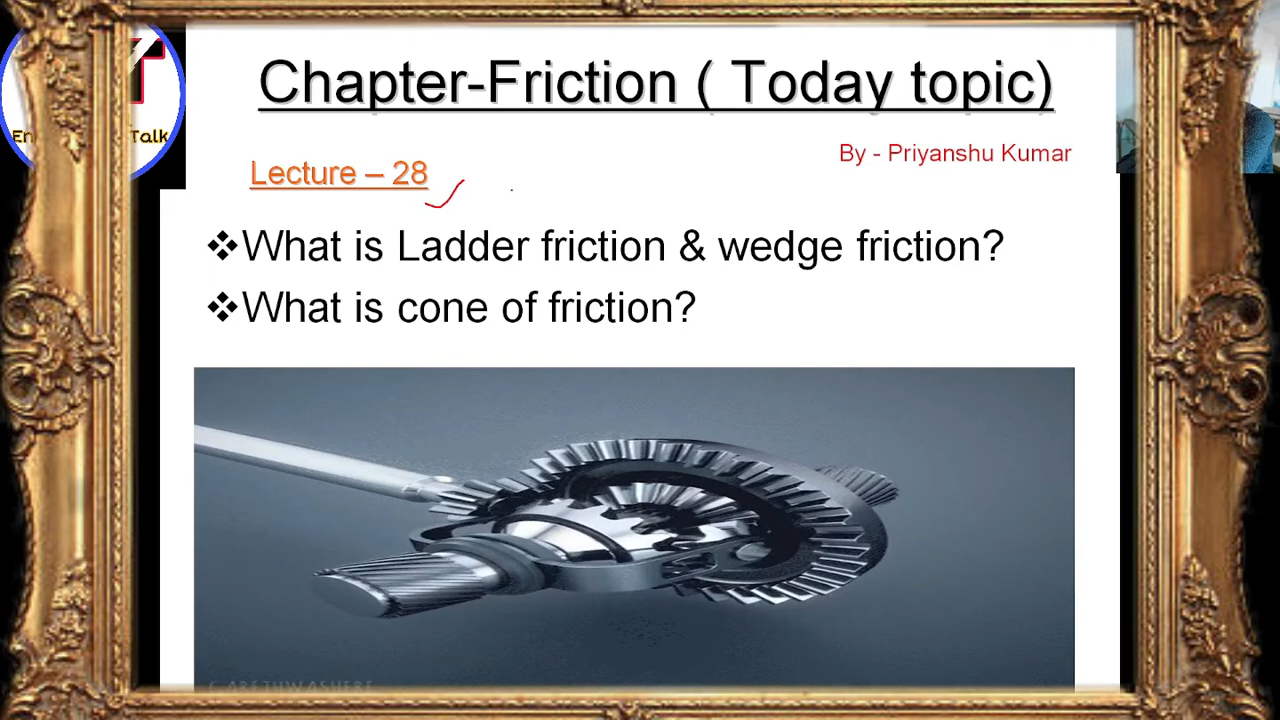 Chapter-Friction ( Today topic)
By - Priyanshu Kumar
Lecture – 28
❖What is Ladder friction & wedge friction?
❖What is cone of friction?
T
Talk